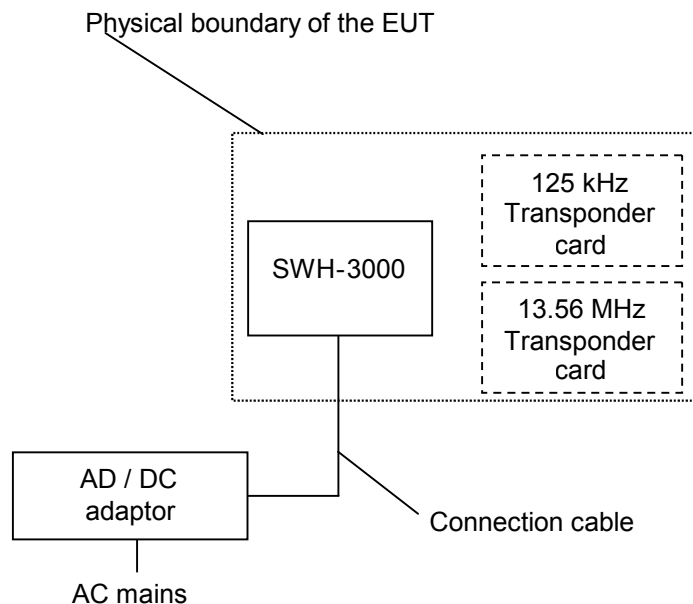 Physical boundary of the EUT
125 kHz
Transponder
card
SWH-3000
13.56 MHz
Transponder
card
AD / DC
adaptor
Connection cable
AC mains